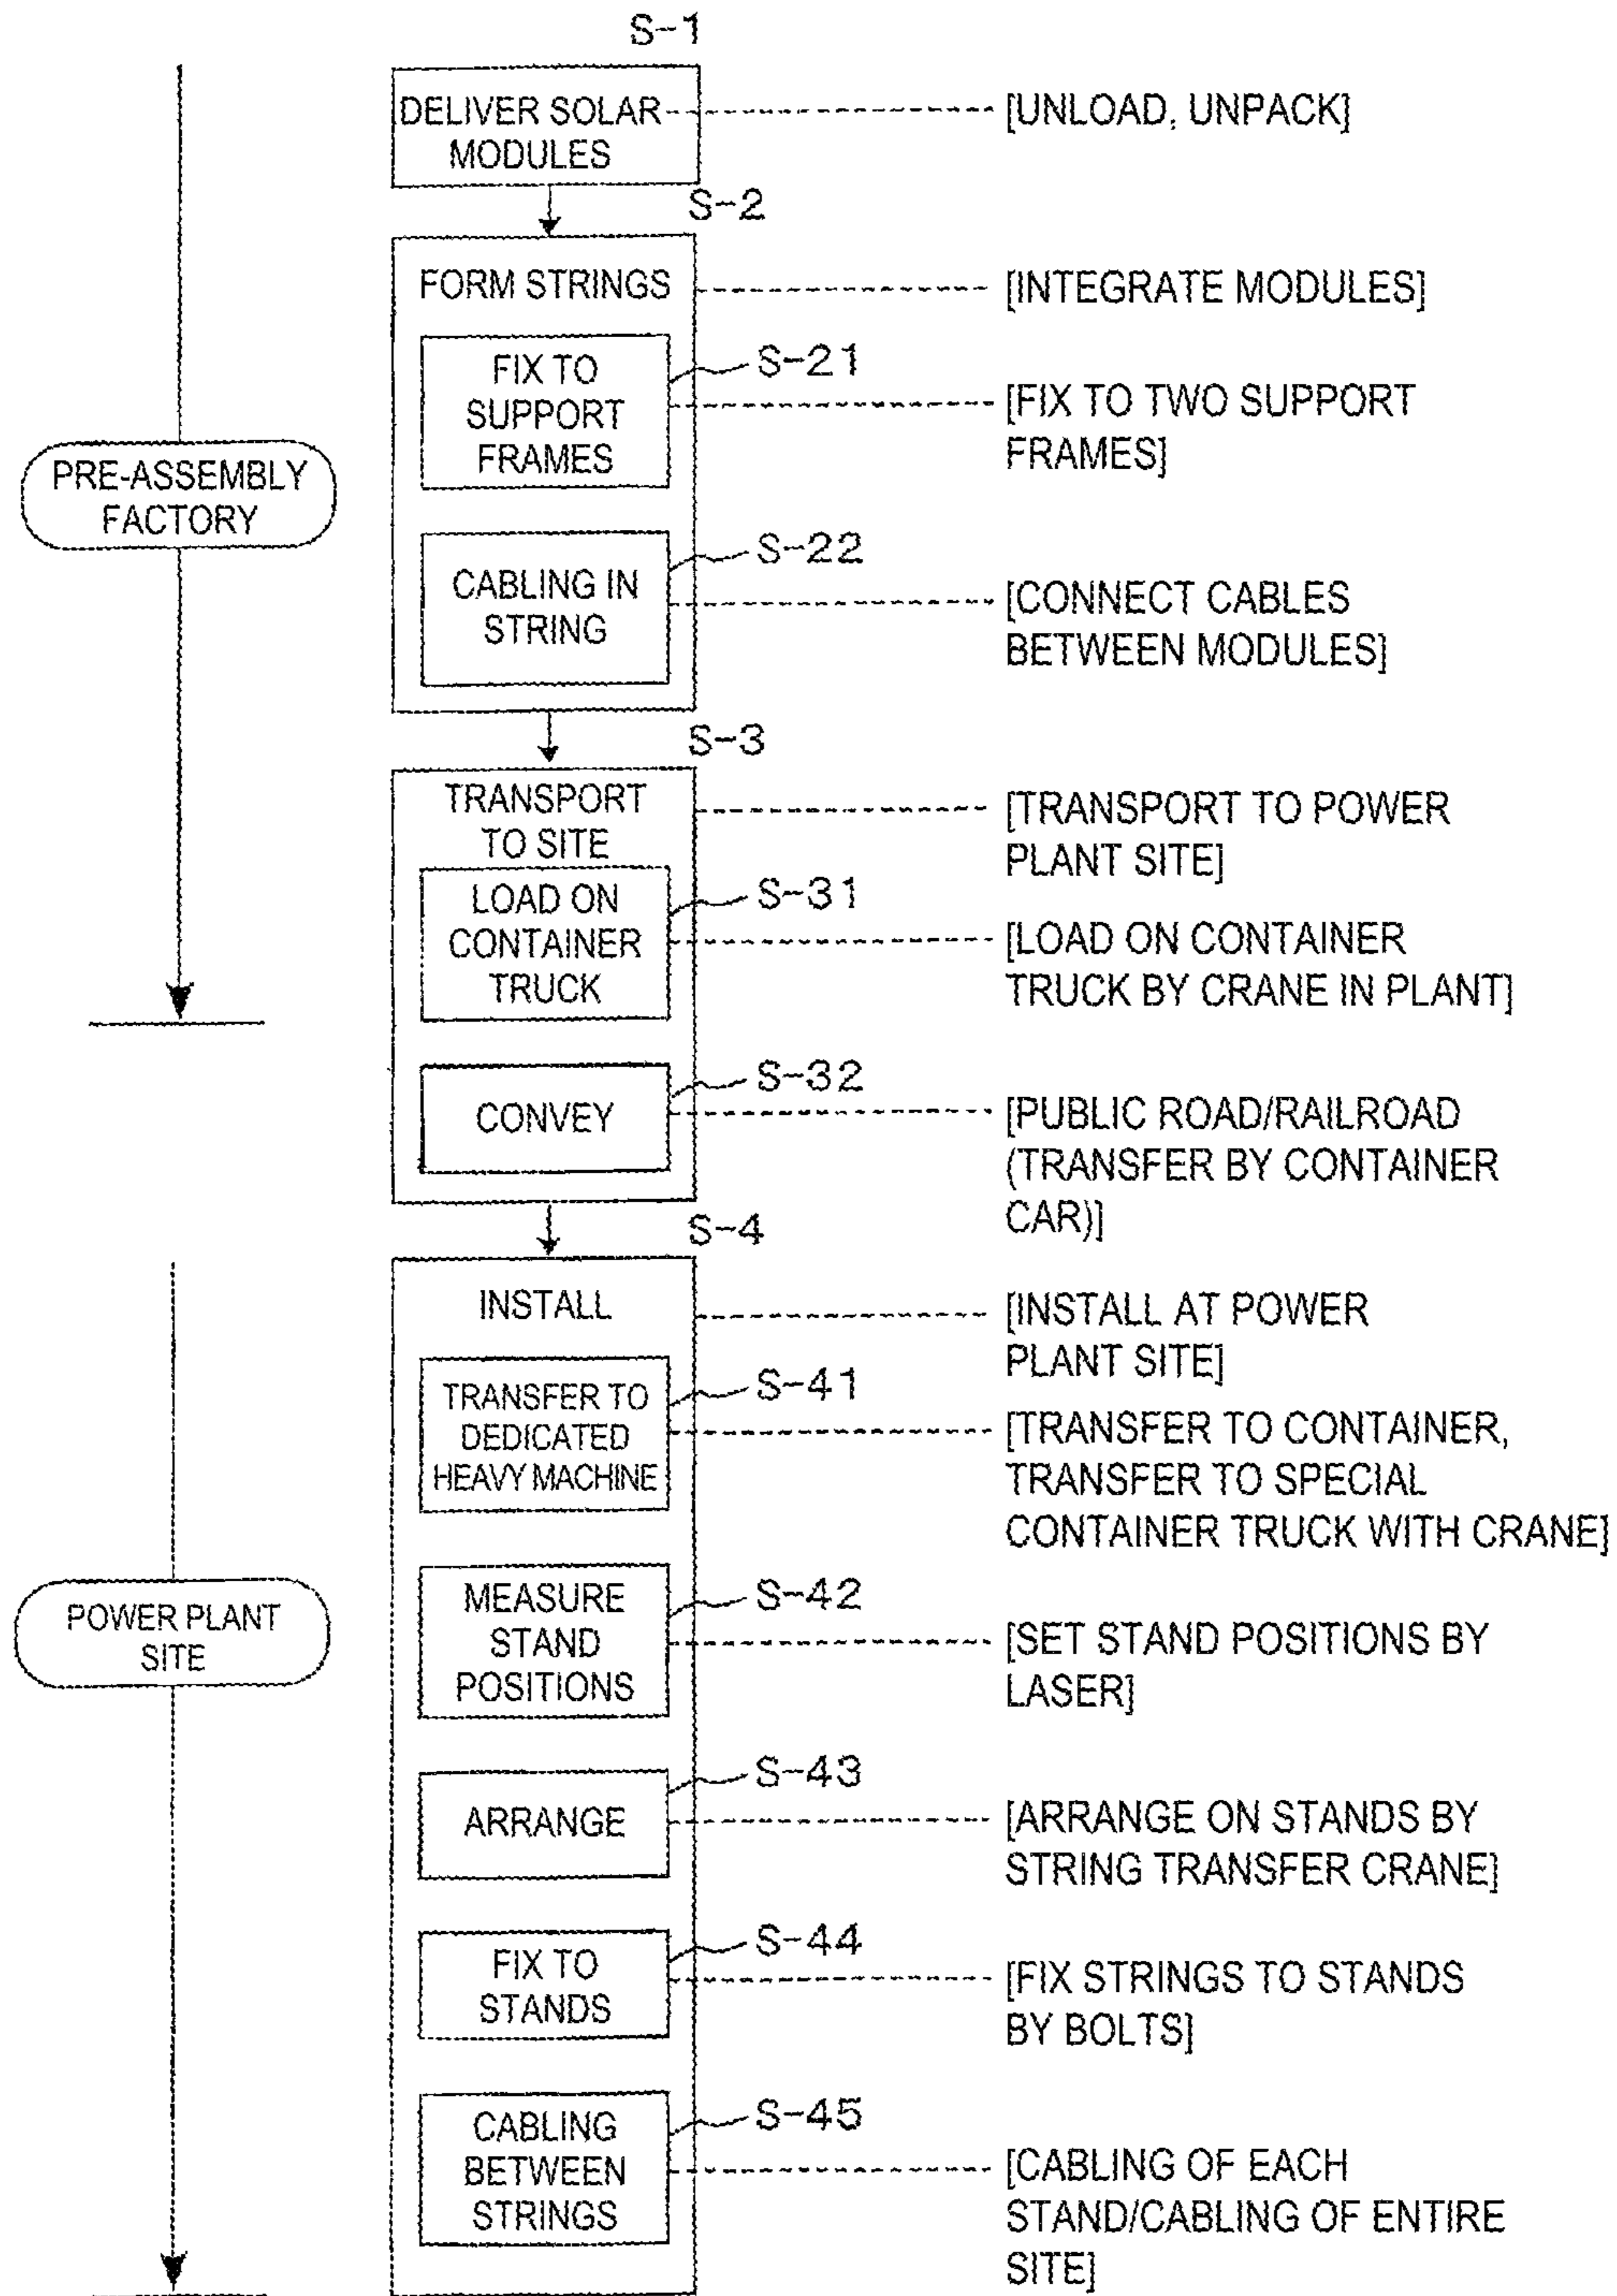 S-1
DELIVER SOLAR
MODULES
[UNLOAD, UNPACK]
S-2
FORM STRINGS
[INTEGRATE MODULES]
S-21
FIX TO
SUPPORT
FRAMES
[FIX TO TWO SUPPORT
FRAMES]
PRE-ASSEMBLY
FACTORY
S-22
CABLING IN
STRING
[CONNECT CABLES
BETWEEN MODULES]
S-3
TRANSPORT
TO SITE
[TRANSPORT TO POWER
PLANT SITE]
S-31
LOAD ON
CONTAINER
TRUCK
[LOAD ON CONTAINER
TRUCK BY CRANE IN PLANT]
S-32
CONVEY
[PUBLIC ROAD/RAILROAD
(TRANSFER BY CONTAINER
CAR)]
S-4
INSTALL
[INSTALL AT POWER
PLANT SITE]
S-41
TRANSFER TO
DEDICATED
HEAVY MACHINE
[TRANSFER TO CONTAINER,
TRANSFER TO SPECIAL
CONTAINER TRUCK WITH CRANE]
POWER PLANT
SITE
S-42
MEASURE
STAND
POSITIONS
[SET STAND POSITIONS BY
LASER]
S-43
ARRANGE
[ARRANGE ON STANDS BY
STRING TRANSFER CRANE]
S-44
FIX TO
STANDS
[FIX STRINGS TO STANDS
BY BOLTS]
S-45
CABLING
BETWEEN
STRINGS
[CABLING OF EACH
STAND/CABLING OF ENTIRE
SITE]